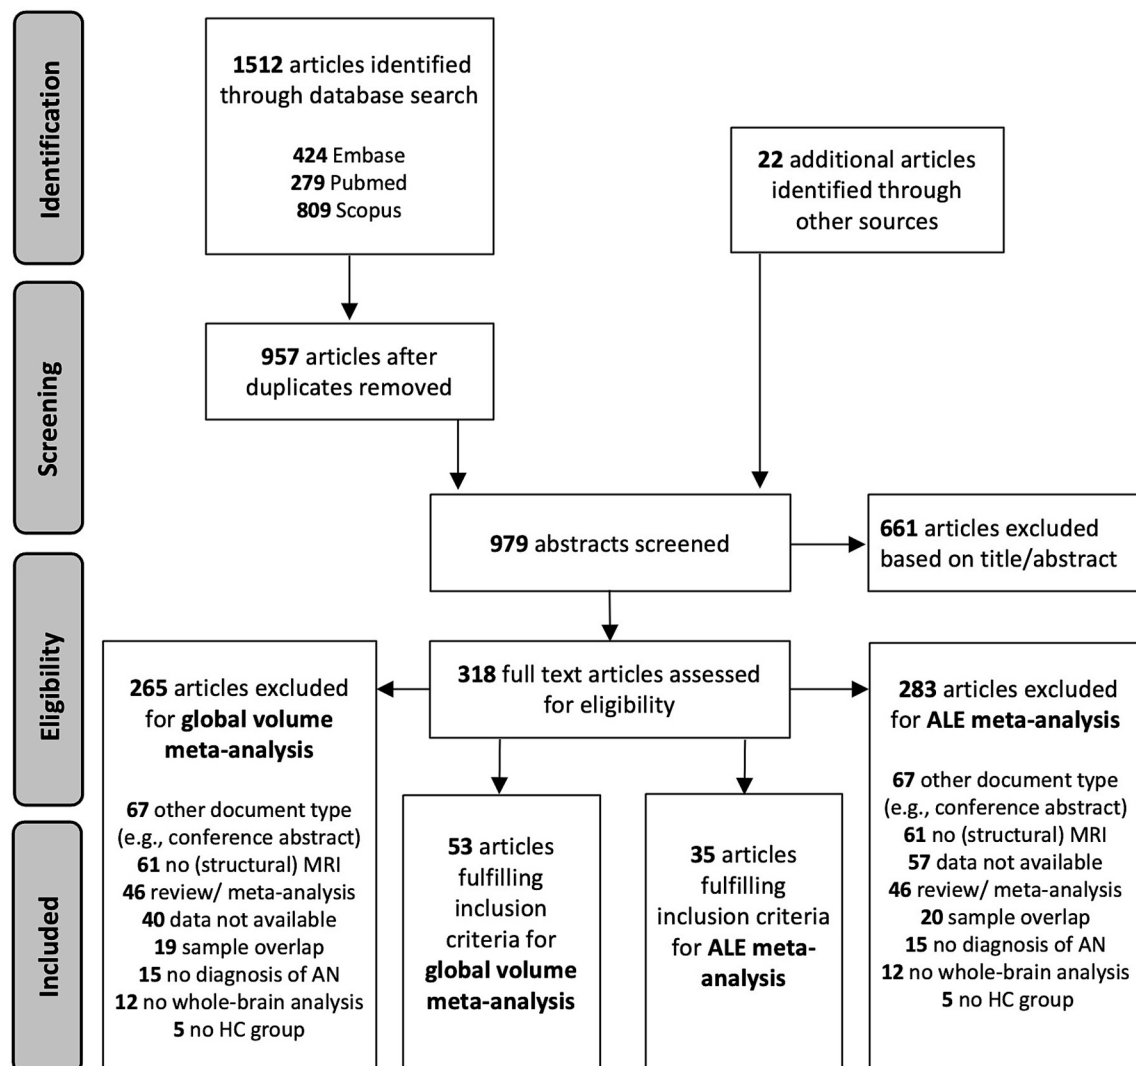 Identification
1512 articles identified
through database search
424 Embase
279 Pubmed
809 Scopus
22 additional articles
identified through
other sources
Screening
957 articles after
duplicates removed
979 abstracts screened
661 articles excluded
based on title/abstract
Eligibility
318 full text articles assessed
for eligibility
265 articles excluded
for global volume
meta-analysis
67 other document type
(e.g., conference abstract)
61 no (structural) MRI
46 review/ meta-analysis
40 data not available
19 sample overlap
15 no diagnosis of AN
12 no whole-brain analysis
5 no HC group
283 articles excluded
for ALE meta-analysis
67 other document type
(e.g., conference abstract)
61 no (structural) MRI
57 data not available
46 review/ meta-analysis
20 sample overlap
15 no diagnosis of AN
12 no whole-brain analysis
5 no HC group
Included
53 articles
fulfilling
inclusion
criteria for
global volume
meta-analysis
35 articles
fulfilling
inclusion criteria
for ALE meta-
analysis